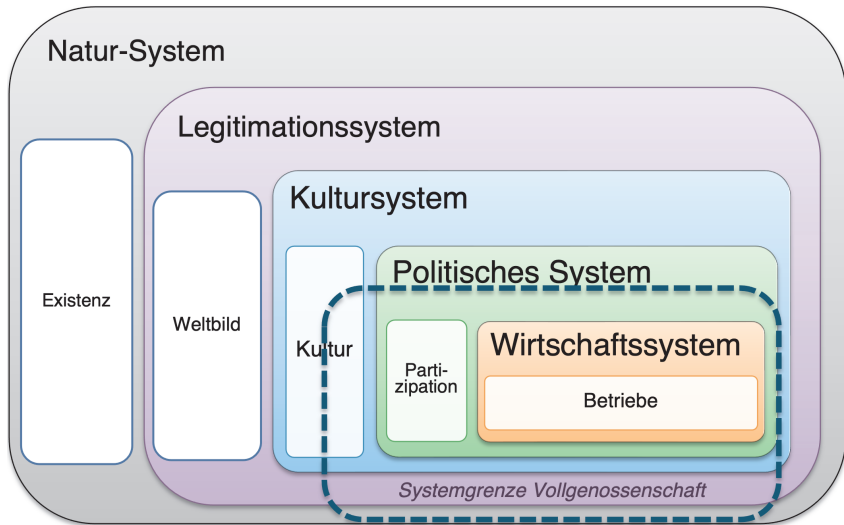 Natur-System
Legitimationssystem
Kultursystem
Politisches System
Existenz
Weltbild
Kultur
Parti-
zipation
Wirtschaftssystem
Betriebe
Systemgrenze Vollgenossenschaft